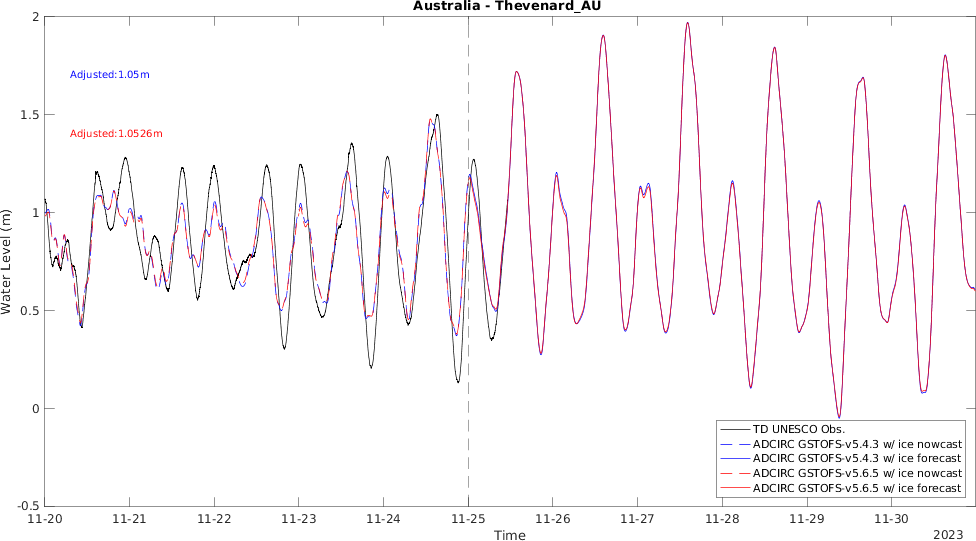 Australia - Thevenard_AU
Adjusted:1.05m
Adjusted:1.0526m
Water Level (m)
2
1.5
1
0.5
0
-0.5
TD UNESCO Obs.
ADCIRC GSTOFS-v5.4.3 w/ ice nowcast
ADCIRC GSTOFS-v5.4.3 w/ ice forecast
ADCIRC GSTOFS-v5.6.5 w/ ice nowcast
ADCIRC GSTOFS-v5.6.5 w/ ice forecast
11-20 11-21 11-22 11-23 11-24 11-25 11-26 11-27 11-28 11-29 11-30
Time
2023